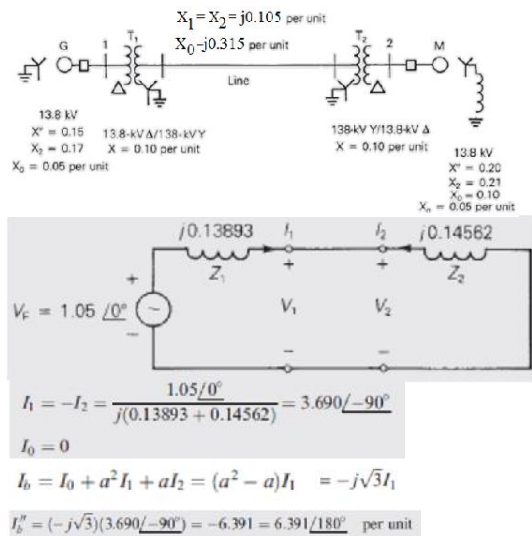 X₁=X₂=j0.105 per unit
X₀-j0.315 per unit
G 1 T₁ T₂ 2 M
Line
13.8 kV
X" = 0.15
X₂ = 0.17
X₀ = 0.05 per unit
13.8-kV Δ/138-kV Y
X = 0.10 per unit
138-kV Y/13.8-kV Δ
X = 0.10 per unit
13.8 kV
X" = 0.20
X₂ = 0.21
X₀ = 0.10
Xₙ = 0.05 per unit
j0.13893 I₁ I₂ j0.14562
+ + +
Z₁ Z₂
V_F = 1.05 /0° V₁ V₂
− − −
I₁ = −I₂ = 1.05/0° / j(0.13893 + 0.14562) = 3.690/−90°
I₀ = 0
I_b = I₀ + a²I₁ + aI₂ = (a² − a)I₁ = −j√3I₁
I"_b = (−j√3)(3.690/−90°) = −6.391 = 6.391/180° per unit